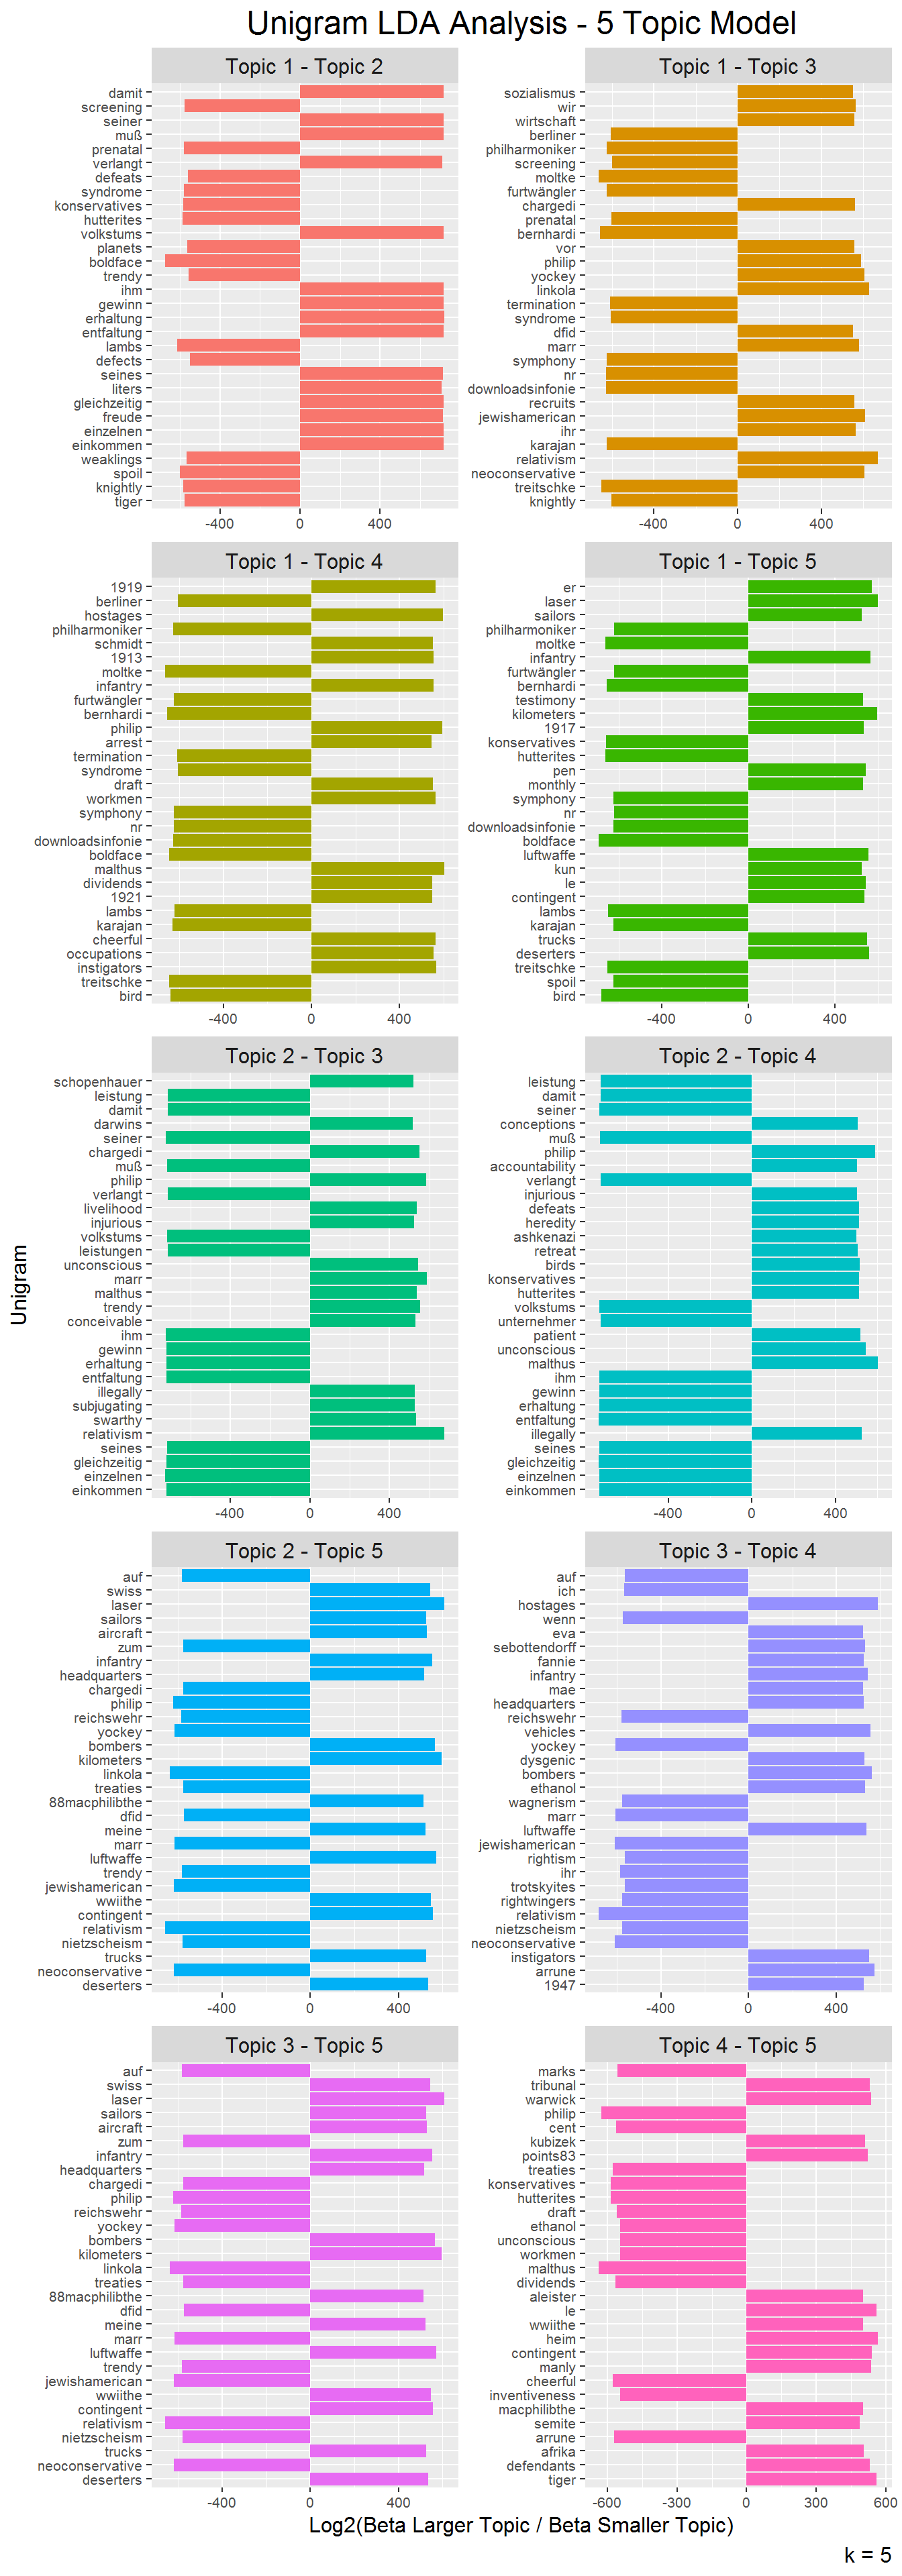 Unigram LDA Analysis - 5 Topic Model
Topic 1 - Topic 2
damit
screening
seiner
muß
prenatal
verlangt
defeats
syndrome
konservatives
hutterites
volkstums
planets
boldface
trendy
ihm
gewinn
erhaltung
entfaltung
lambs
defects
seines
liters
gleichzeitig
freude
einzelnen
einkommen
weaklings
spoil
knightly
tiger
-400 0 400
Topic 1 - Topic 3
sozialismus
wir
wirtschaft
berliner
philharmoniker
screening
moltke
furtwängler
chargedi
prenatal
bernhardi
vor
philip
yockey
linkola
termination
syndrome
dfid
marr
symphony
nr
downloadsinfonie
recruits
jewishamerican
ihr
karajan
relativism
neoconservative
treitschke
knightly
-400 0 400
Topic 1 - Topic 4
1919
berliner
hostages
philharmoniker
schmidt
1913
moltke
infantry
furtwängler
bernhardi
philip
arrest
termination
syndrome
draft
workmen
symphony
nr
downloadsinfonie
boldface
malthus
dividends
1921
lambs
karajan
cheerful
occupations
instigators
treitschke
bird
-400 0 400
Topic 1 - Topic 5
er
laser
sailors
philharmoniker
moltke
infantry
furtwängler
bernhardi
testimony
kilometers
1917
konservatives
hutterites
pen
monthly
symphony
nr
downloadsinfonie
boldface
luftwaffe
kun
le
contingent
lambs
karajan
trucks
deserters
treitschke
spoil
bird
-400 0 400
Topic 2 - Topic 3
schopenhauer
leistung
damit
darwins
seiner
chargedi
muß
philip
verlangt
livelihood
injurious
volkstums
leistungen
unconscious
marr
malthus
trendy
conceivable
ihm
gewinn
erhaltung
entfaltung
illegally
subjugating
swarthy
relativism
seines
gleichzeitig
einzelnen
einkommen
-400 0 400
Topic 2 - Topic 4
leistung
damit
seiner
conceptions
muß
philip
accountability
verlangt
injurious
defeats
heredity
ashkenazi
retreat
birds
konservatives
hutterites
volkstums
unternehmer
patient
unconscious
malthus
ihm
gewinn
erhaltung
entfaltung
illegally
seines
gleichzeitig
einzelnen
einkommen
-400 0 400
Unigram
Topic 2 - Topic 5
auf
swiss
laser
sailors
aircraft
zum
infantry
headquarters
chargedi
philip
reichswehr
yockey
bombers
kilometers
linkola
treaties
88macphilibthe
dfid
meine
marr
luftwaffe
trendy
jewishamerican
wwiithe
contingent
relativism
nietzscheism
trucks
neoconservative
deserters
-400 0 400
Topic 3 - Topic 4
auf
ich
hostages
wenn
eva
sebottendorff
fannie
infantry
mae
headquarters
reichswehr
vehicles
yockey
dysgenic
bombers
ethanol
wagnerism
marr
luftwaffe
jewishamerican
rightism
ihr
trotskyites
rightwingers
relativism
nietzscheism
neoconservative
instigators
arrune
1947
-400 0 400
Topic 3 - Topic 5
auf
swiss
laser
sailors
aircraft
zum
infantry
headquarters
chargedi
philip
reichswehr
yockey
bombers
kilometers
linkola
treaties
88macphilibthe
dfid
meine
marr
luftwaffe
trendy
jewishamerican
wwiithe
contingent
relativism
nietzscheism
trucks
neoconservative
deserters
-400 0 400
Topic 4 - Topic 5
marks
tribunal
warwick
philip
cent
kubizek
points83
treaties
konservatives
hutterites
draft
ethanol
unconscious
workmen
malthus
dividends
aleister
le
wwiithe
heim
contingent
manly
cheerful
inventiveness
macphilibthe
semite
arrune
afrika
defendants
tiger
-600 -300 0 300 600
Log2(Beta Larger Topic / Beta Smaller Topic)
k = 5